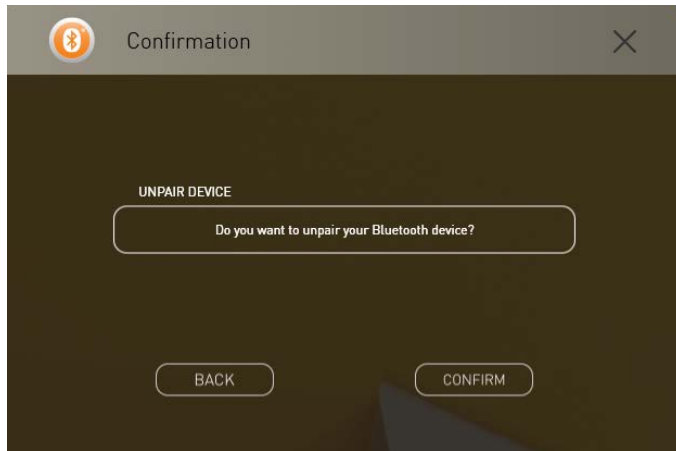 Confirmation
UNPAIR DEVICE
Do you want to unpair your Bluetooth device?
BACK
CONFIRM